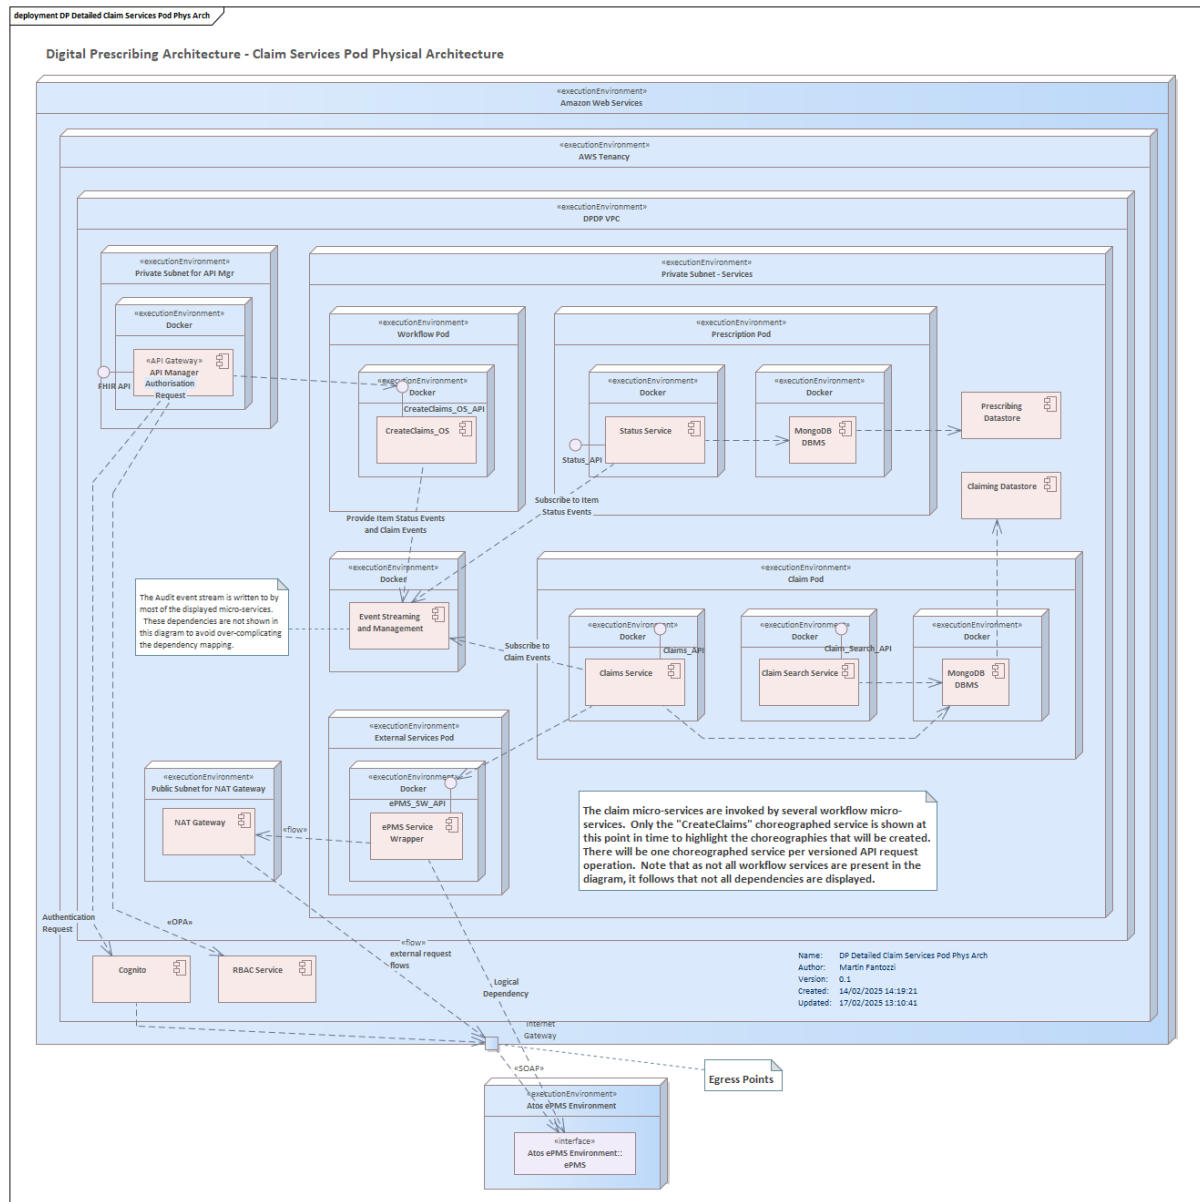 deployment DP Detailed Claim Services Pod Phys Arch
Digital Prescribing Architecture - Claim Services Pod Physical Architecture
«executionEnvironment»
Amazon Web Services
«executionEnvironment»
AWS Tenancy
«executionEnvironment»
DPDP VPC
«executionEnvironment»
Private Subnet for API Mgr
«executionEnvironment»
Docker
«API Gateway»
API Manager
Authorisation
Request
FHIR API
«executionEnvironment»
Private Subnet - Services
«executionEnvironment»
Workflow Pod
«executionEnvironment»
Docker
CreateClaims_OS_API
CreateClaims_OS
«executionEnvironment»
Prescription Pod
«executionEnvironment»
Docker
Status Service
Status_API
«executionEnvironment»
Docker
MongoDB
DBMS
Prescribing
Datastore
Claiming Datastore
Subscribe to Item
Status Events
Provide Item Status Events
and Claim Events
«executionEnvironment»
Docker
Event Streaming
and Management
The Audit event stream is written to by
most of the displayed micro-services.
These dependencies are not shown in
this diagram to avoid over-complicating
the dependency mapping.
Subscribe to
Claim Events
«executionEnvironment»
Claim Pod
«executionEnvironment»
Docker
Claims_API
Claims Service
«executionEnvironment»
Docker
Claim_Search_API
Claim Search Service
«executionEnvironment»
Docker
MongoDB
DBMS
«executionEnvironment»
External Services Pod
«executionEnvironment»
Docker
ePMS_SW_API
ePMS Service
Wrapper
«executionEnvironment»
Public Subnet for NAT Gateway
NAT Gateway
«flow»
The claim micro-services are invoked by several workflow micro-
services. Only the "CreateClaims" choreographed service is shown at
this point in time to highlight the choreographies that will be created.
There will be one choreographed service per versioned API request
operation. Note that as not all workflow services are present in the
diagram, it follows that not all dependencies are displayed.
Authentication
Request
«OPA»
«flow»
external request
flows
Cognito
RBAC Service
Logical
Dependency
Name: DP Detailed Claim Services Pod Phys Arch
Author: Martin Fantozzi
Version: 0.1
Created: 14/02/2025 14:19:21
Updated: 17/02/2025 13:10:41
Internet
Gateway
«SOAP»
Egress Points
«executionEnvironment»
Atos ePMS Environment
«interface»
Atos ePMS Environment::
ePMS